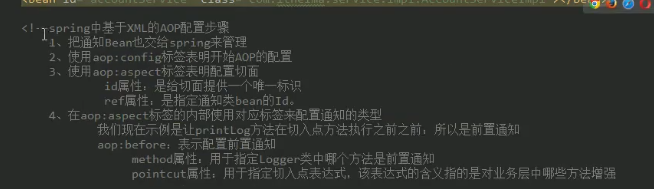 <bean id="accountService" class="com.itheima.service.impl.AccountServiceImpl"></bean>
<!--spring中基于XML的AOP配置步骤
1、把通知Bean也交给spring来管理
2、使用aop:config标签表明开始AOP的配置
3、使用aop:aspect标签表明配置切面
id属性：是给切面提供一个唯一标识
ref属性：是指定通知类bean的Id。
4、在aop:aspect标签的内部使用对应标签来配置通知的类型
我们现在示例是让printLog方法在切入点方法执行之前之前：所以是前置通知
aop:before：表示配置前置通知
method属性：用于指定Logger类中哪个方法是前置通知
pointcut属性：用于指定切入点表达式，该表达式的含义指的是对业务层中哪些方法增强